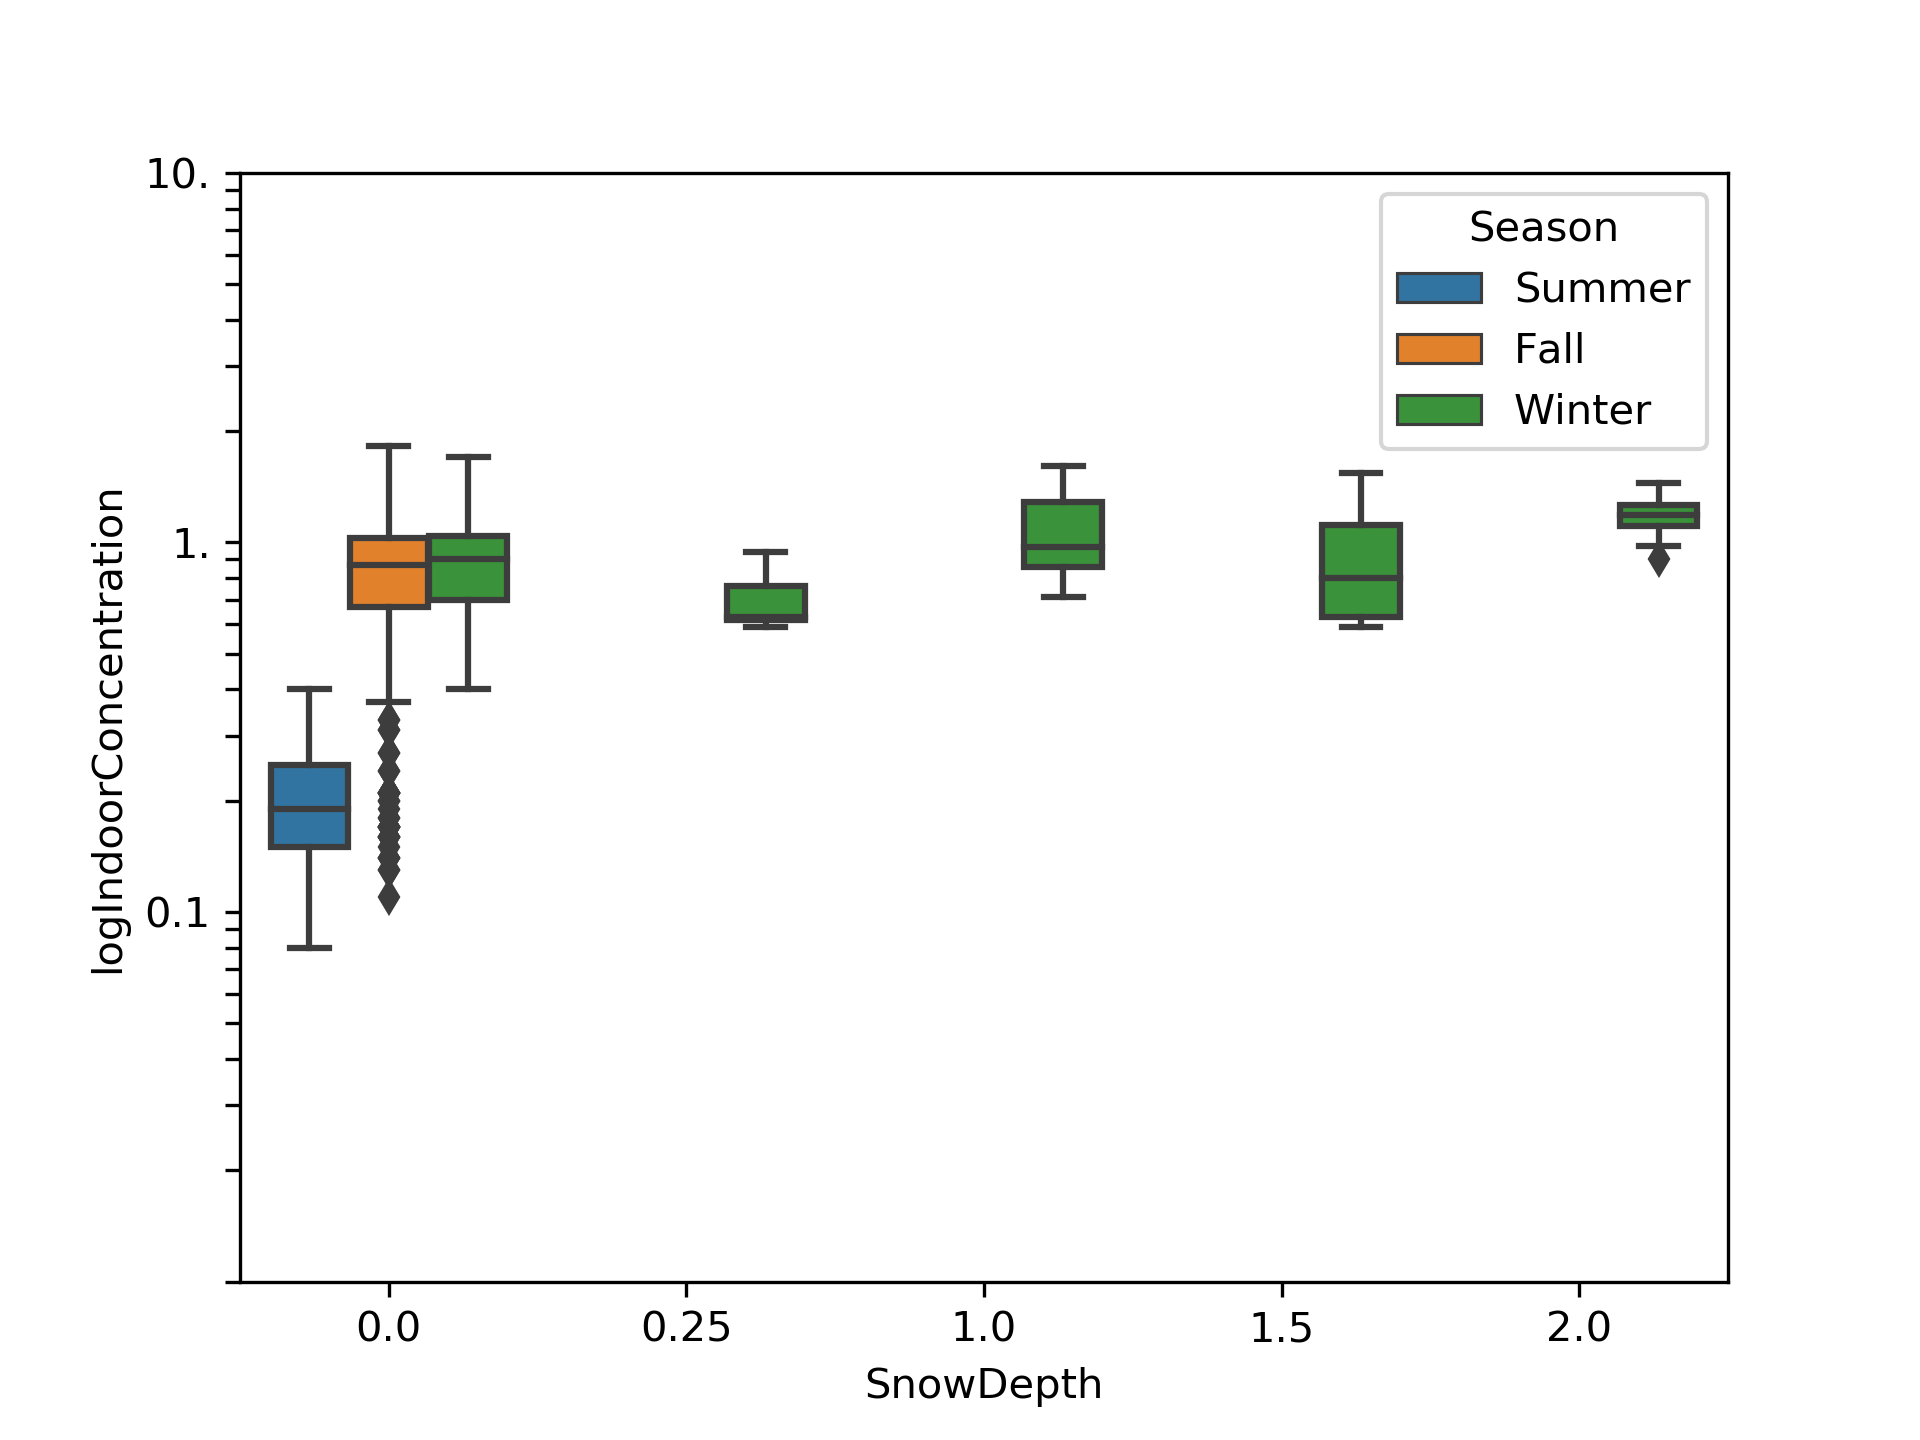 10.
1.
0.1
logIndoorConcentration
Season
Summer
Fall
Winter
0.0 0.25 1.0 1.5 2.0
SnowDepth